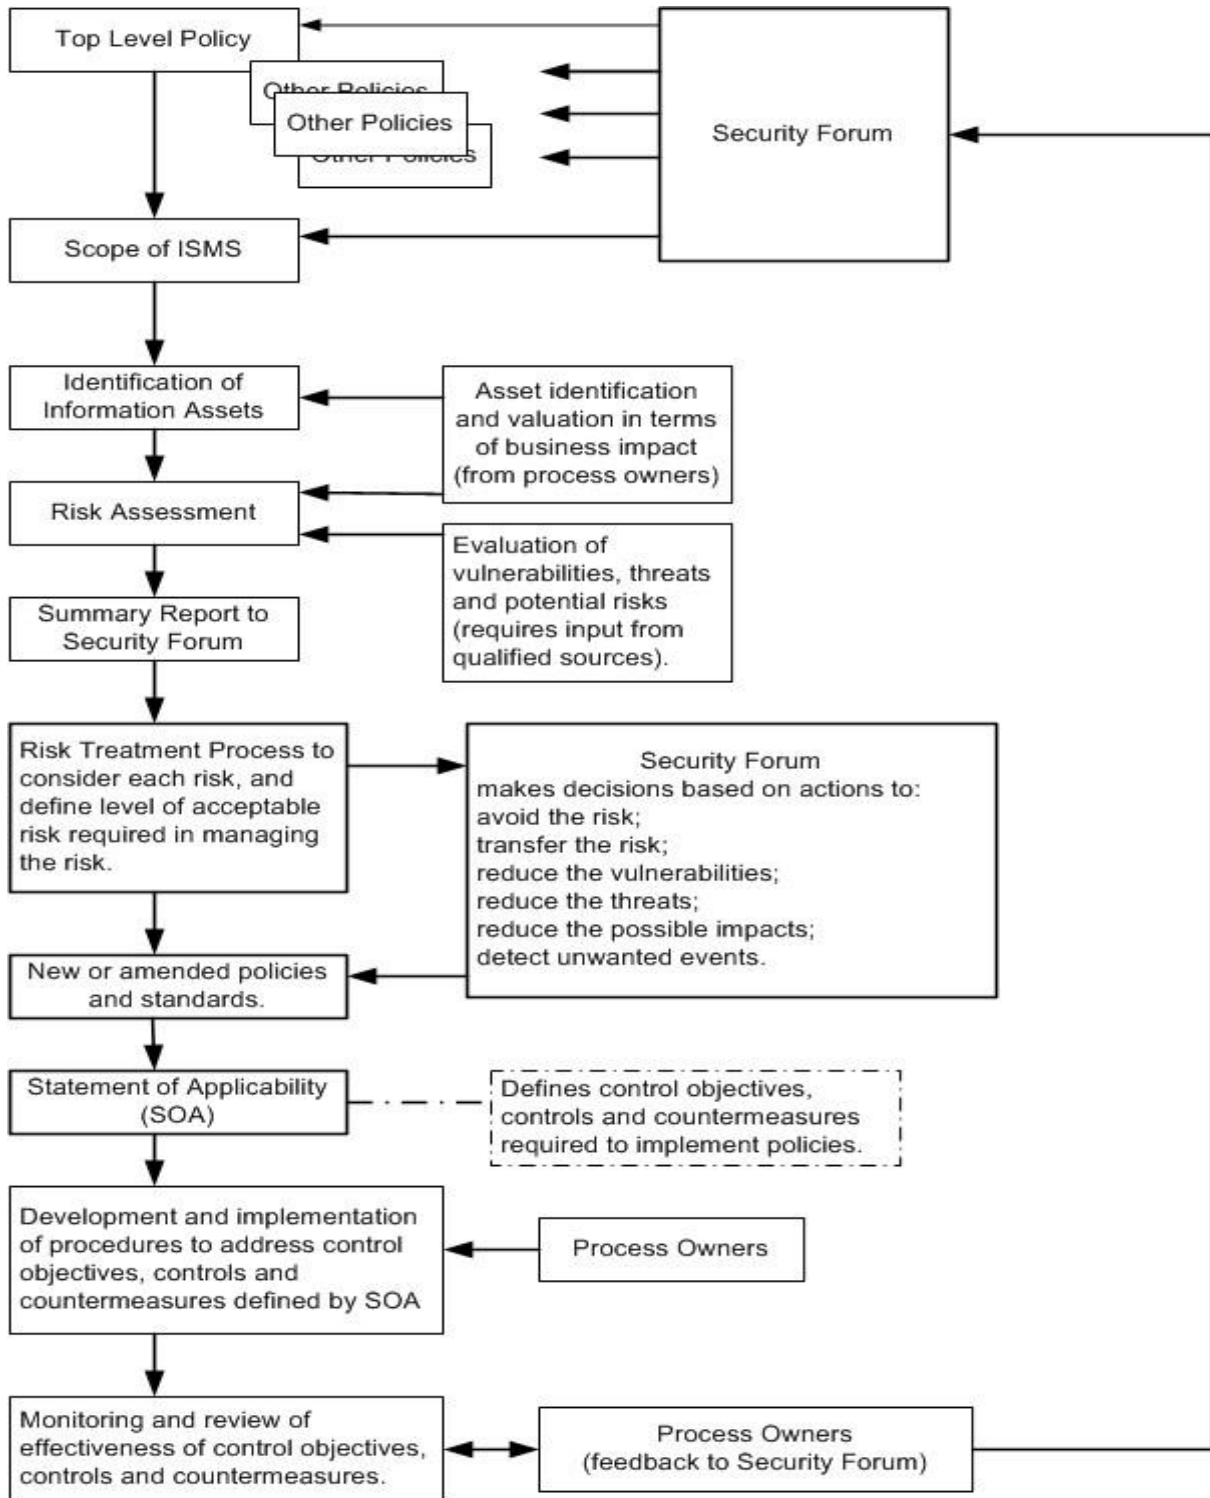 Top Level Policy
Other Policies
Other Policies
Other Policies
Security Forum
Scope of ISMS
Identification of
Information Assets
Asset identification
and valuation in terms
of business impact
(from process owners)
Risk Assessment
Evaluation of
vulnerabilities, threats
and potential risks
(requires input from
qualified sources).
Summary Report to
Security Forum
Risk Treatment Process to
consider each risk, and
define level of acceptable
risk required in managing
the risk.
Security Forum
makes decisions based on actions to:
avoid the risk;
transfer the risk;
reduce the vulnerabilities;
reduce the threats;
reduce the possible impacts;
detect unwanted events.
New or amended policies
and standards.
Statement of Applicability
(SOA)
Defines control objectives,
controls and countermeasures
required to implement policies.
Development and implementation
of procedures to address control
objectives, controls and
countermeasures defined by SOA
Process Owners
Monitoring and review of
effectiveness of control objectives,
controls and countermeasures.
Process Owners
(feedback to Security Forum)